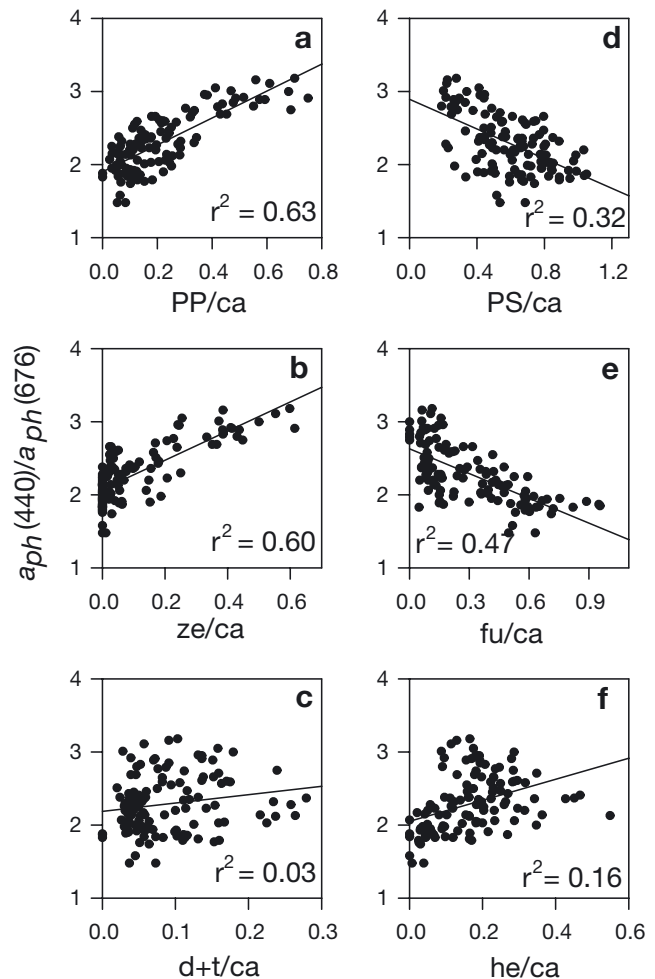 a
4
3
2
1
r² = 0.63
0.0 0.2 0.4 0.6 0.8
PP/ca
d
4
3
2
1
r² = 0.32
0.0 0.4 0.8 1.2
PS/ca
aph(440)/aph(676)
b
4
3
2
1
r² = 0.60
0.0 0.2 0.4 0.6
ze/ca
e
4
3
2
1
r² = 0.47
0.0 0.3 0.6 0.9
fu/ca
c
4
3
2
1
r² = 0.03
0.0 0.1 0.2 0.3
d+t/ca
f
4
3
2
1
r² = 0.16
0.0 0.2 0.4 0.6
he/ca